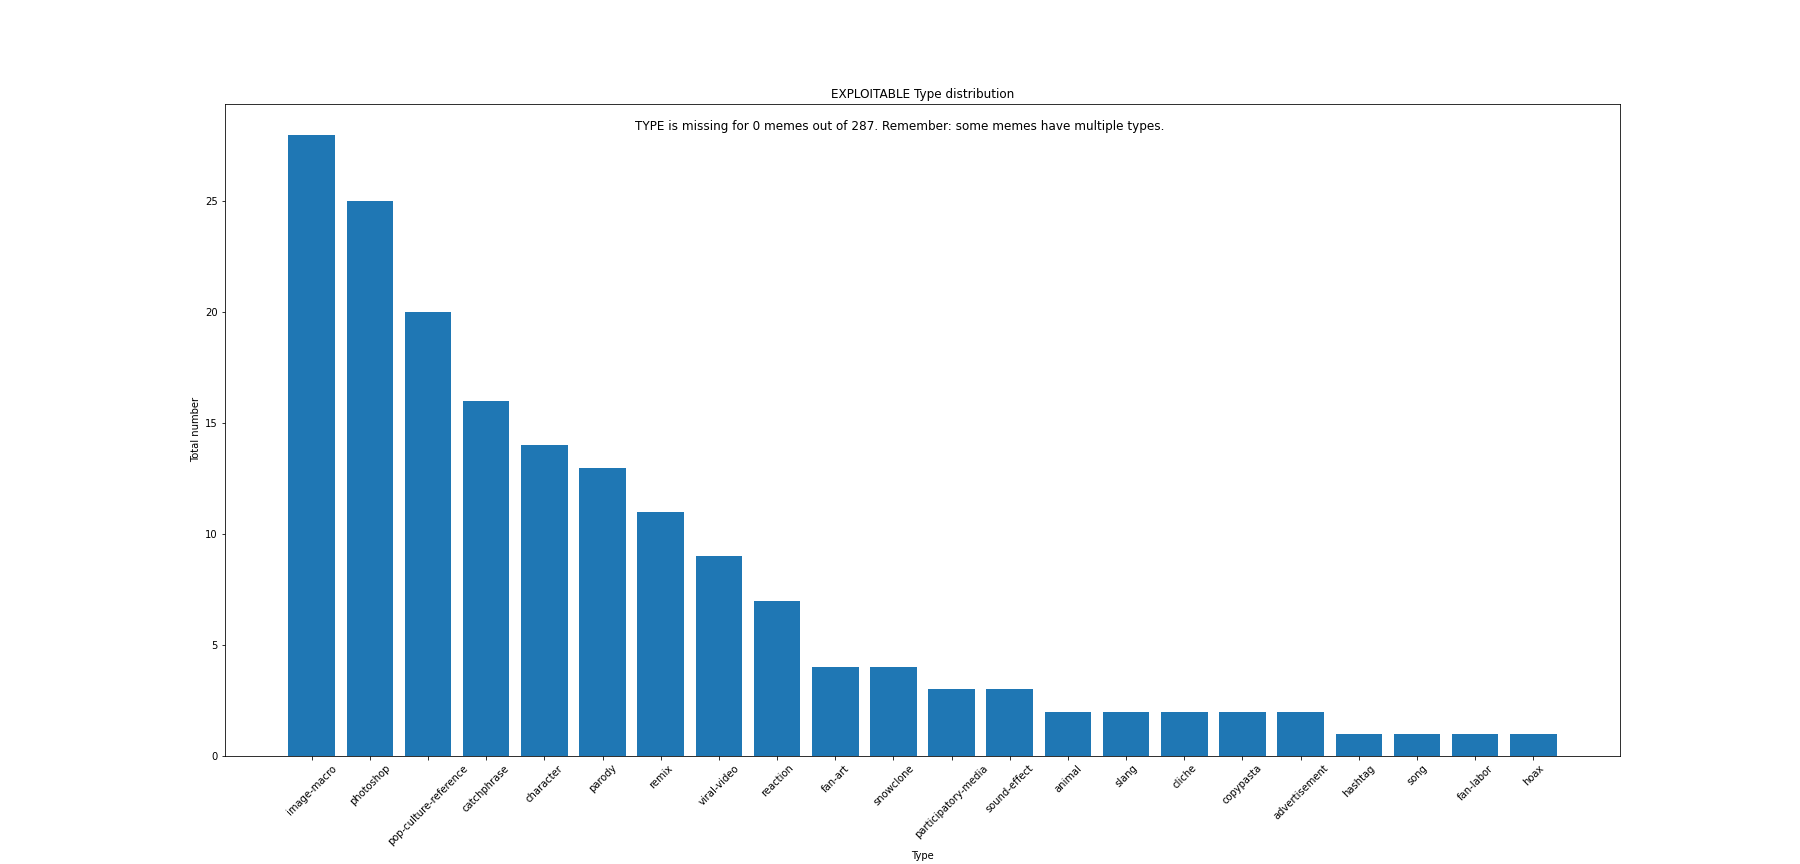 EXPLOITABLE Type distribution
TYPE is missing for 0 memes out of 287. Remember: some memes have multiple types.
Total number
25
20
15
10
5
0
image-macro
photoshop
pop-culture-reference
catchphrase
character
parody
remix
viral-video
reaction
fan-art
snowclone
participatory-media
sound-effect
animal
slang
cliche
copypasta
advertisement
hashtag
song
fan-labor
hoax
Type